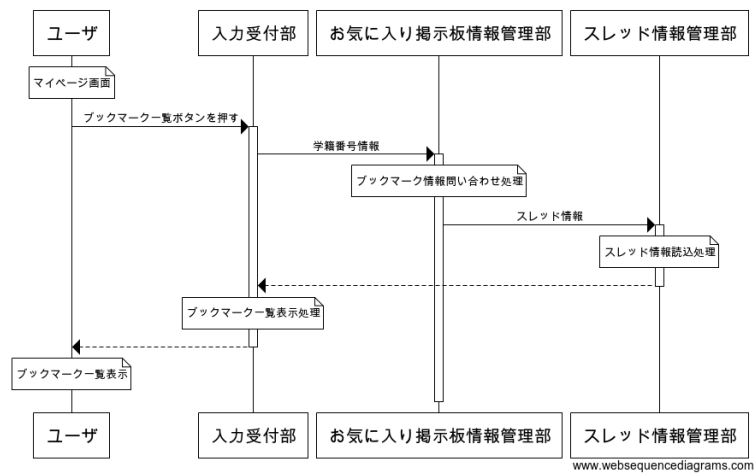 ユーザ
入力受付部
お気に入り掲示板情報管理部
スレッド情報管理部
マイページ画面
ブックマーク一覧ボタンを押す
学籍番号情報
ブックマーク情報問い合わせ処理
スレッド情報
スレッド情報読込処理
ブックマーク一覧表示処理
ブックマーク一覧表示
ユーザ
入力受付部
お気に入り掲示板情報管理部
スレッド情報管理部
www.websequencediagrams.com